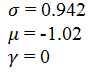 σ = 0.942
μ = -1.02
γ = 0